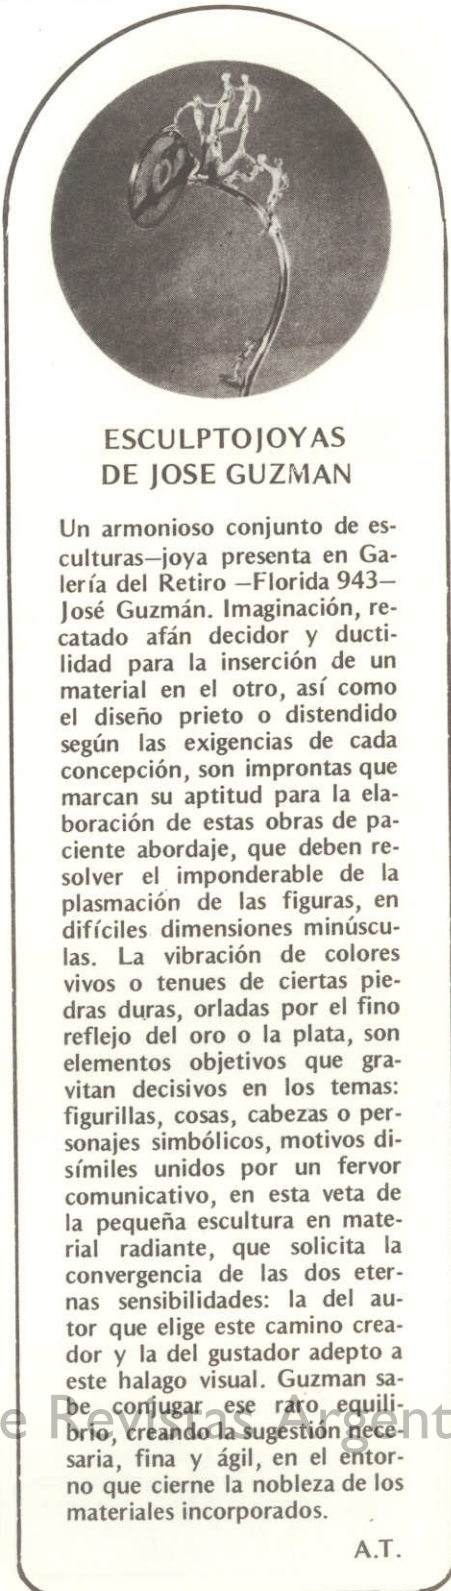 ESCULPTOJOYAS
DE JOSE GUZMAN
Un armonioso conjunto de es-
culturas—joya presenta en Ga-
lería del Retiro —Florida 943—
José Guzmán. Imaginación, re-
catado afán decidor y ducti-
lidad para la inserción de un
material en el otro, así como
el diseño prieto o distendido
según las exigencias de cada
concepción, son improntas que
marcan su aptitud para la ela-
boración de estas obras de pa-
ciente abordaje, que deben re-
solver el imponderable de la
plasmación de las figuras, en
difíciles dimensiones minúscu-
las. La vibración de colores
vivos o tenues de ciertas pie-
dras duras, orladas por el fino
reflejo del oro o la plata, son
elementos objetivos que gra-
vitan decisivos en los temas:
figurillas, cosas, cabezas o per-
sonajes simbólicos, motivos di-
símiles unidos por un fervor
comunicativo, en esta veta de
la pequeña escultura en mate-
rial radiante, que solicita la
convergencia de las dos eter-
nas sensibilidades: la del au-
tor que elige este camino crea-
dor y la del gustador adepto a
este halago visual. Guzman sa-
be conjugar ese raro equili-
brio, creando la sugestión nece-
saria, fina y ágil, en el entor-
no que cierne la nobleza de los
materiales incorporados.
A.T.
e Revistas Argent